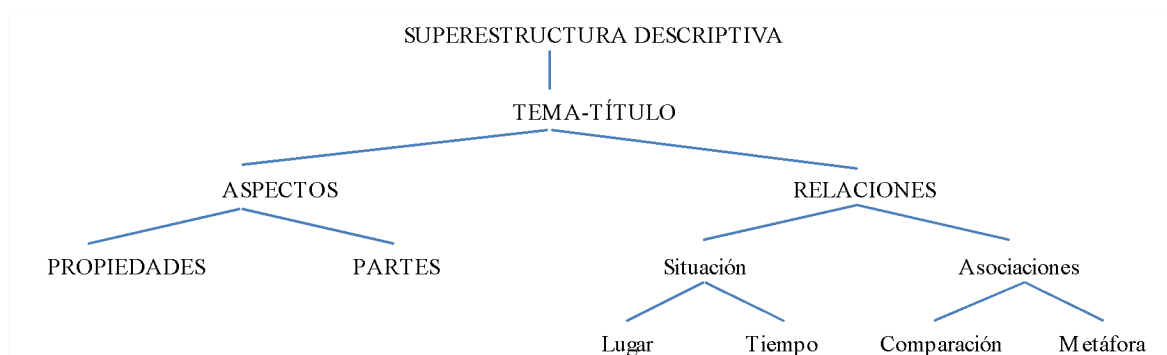 SUPERESTRUCTURA DESCRIPTIVA
TEMA-TÍTULO
ASPECTOS RELACIONES
PROPIEDADES PARTES Situación Asociaciones
Lugar Tiempo Comparación Metáfora